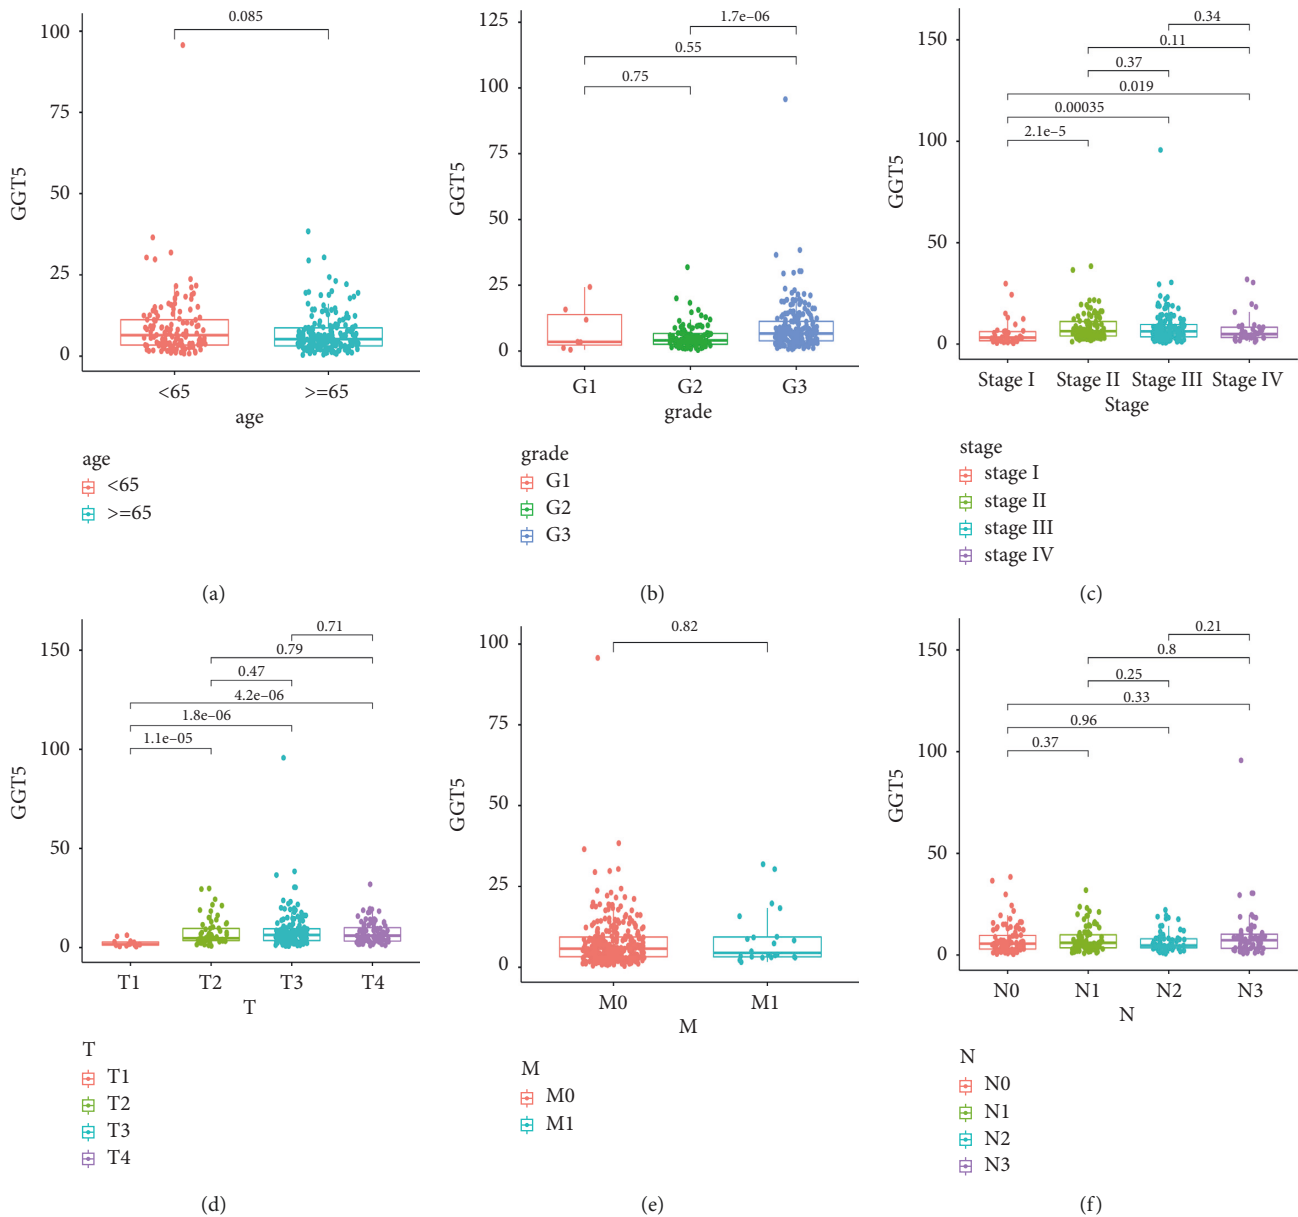 0.085
100
75
50
25
0
GGT5
<65
>=65
age
age
<65
>=65
(a)
1.7e–06
0.55
0.75
125
100
75
50
25
0
GGT5
G1
G2
G3
grade
grade
G1
G2
G3
(b)
0.34
0.11
0.37
0.019
0.00035
2.1e–5
150
100
50
0
GGT5
Stage I
Stage II
Stage III
Stage IV
Stage
stage
stage I
stage II
stage III
stage IV
(c)
0.71
0.79
0.47
4.2e–06
1.8e–06
1.1e–05
150
100
50
0
GGT5
T1
T2
T3
T4
T
T
T1
T2
T3
T4
(d)
0.82
100
75
50
25
0
GGT5
M0
M1
M
M
M0
M1
(e)
0.21
0.8
0.25
0.33
0.96
0.37
150
100
50
0
GGT5
N0
N1
N2
N3
N
N
N0
N1
N2
N3
(f)